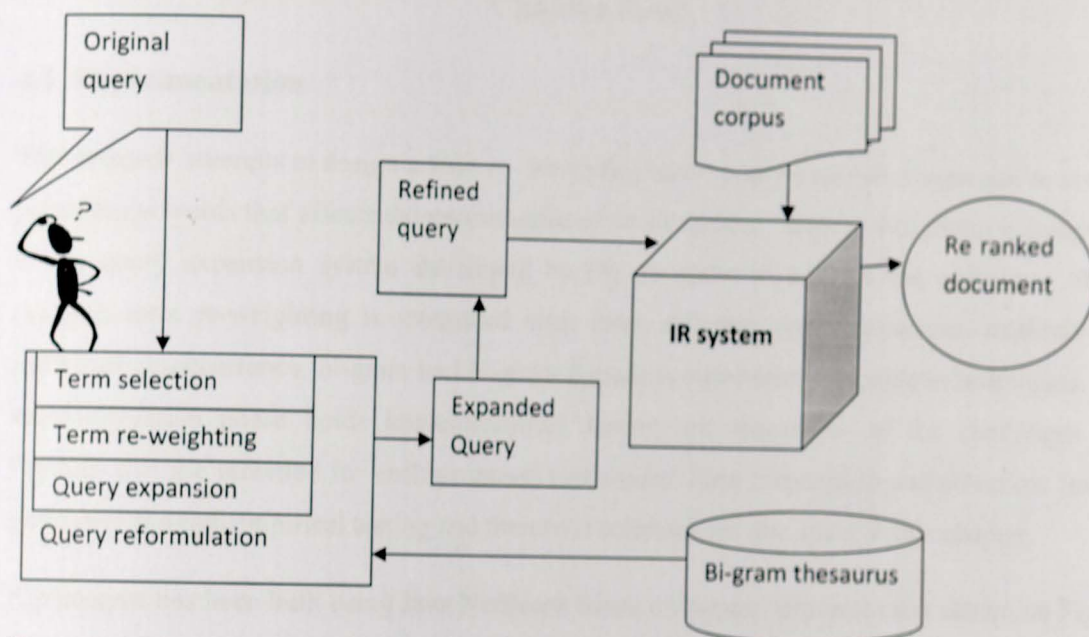 Original
query
?
Document
corpus
Refined
query
Re ranked
document
IR system
Term selection
Term re-weighting
Query expansion
Query reformulation
Expanded
Query
Bi-gram thesaurus